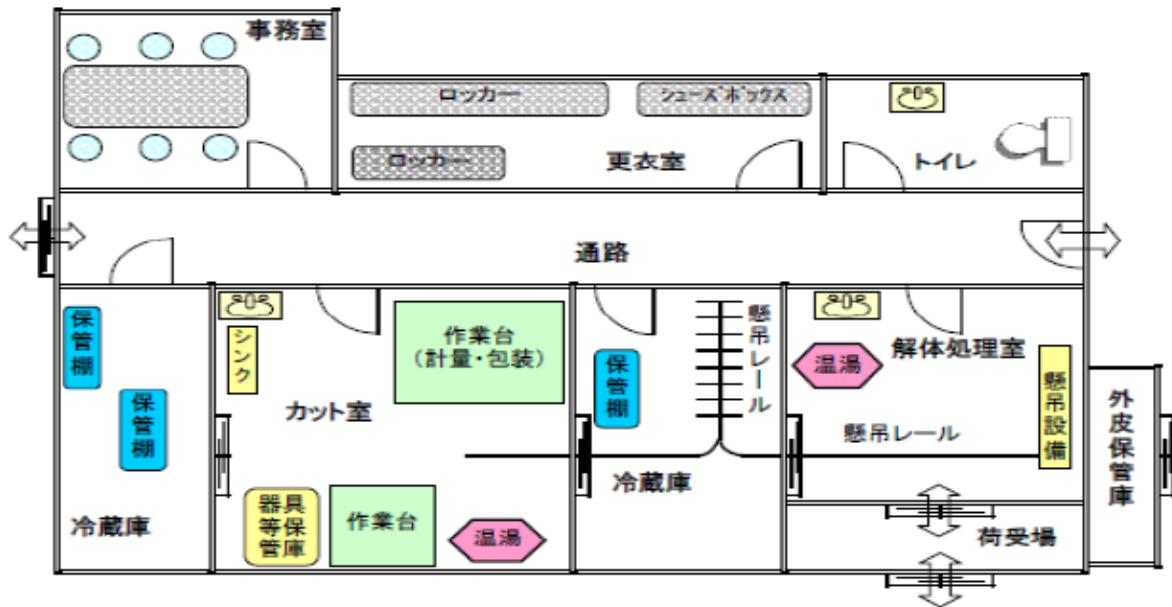 事務室
ロッカー
シューズボックス
ロッカー
更衣室
トイレ
通路
保管棚
保管棚
冷蔵庫
シンク
カット室
作業台
(計量・包装)
器具
等保
管庫
作業台
温湯
保管棚
懸吊レール
冷蔵庫
温湯
解体処理室
懸吊レール
懸吊設備
荷受場
外皮保管庫